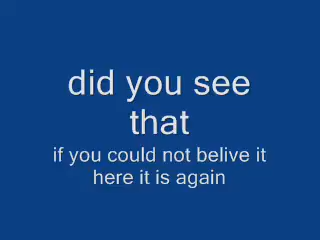 did you see
that
if you could not belive it
here it is again